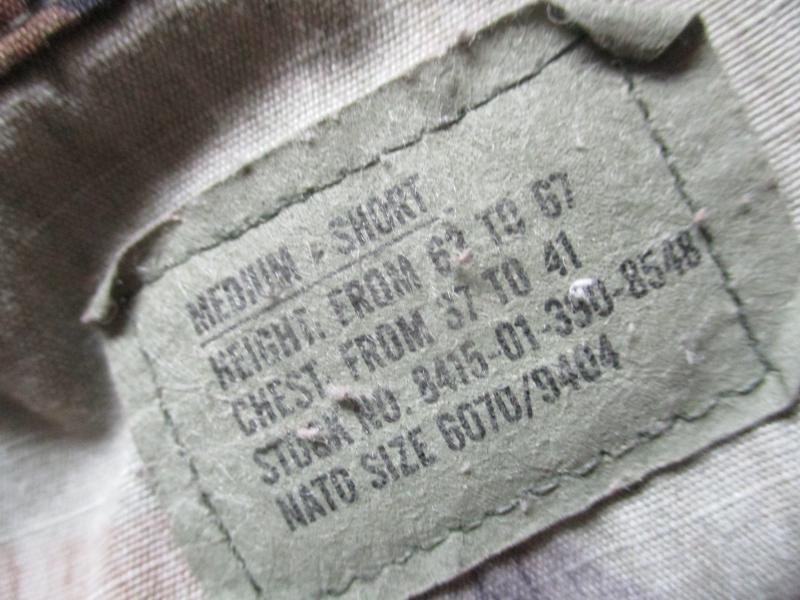 MEDIUM - SHORT
HEIGHT: FROM 63 TO 67
CHEST: FROM 37 TO 41
STOCK NO. 8415-01-390-8548
NATO SIZE 6070/9404